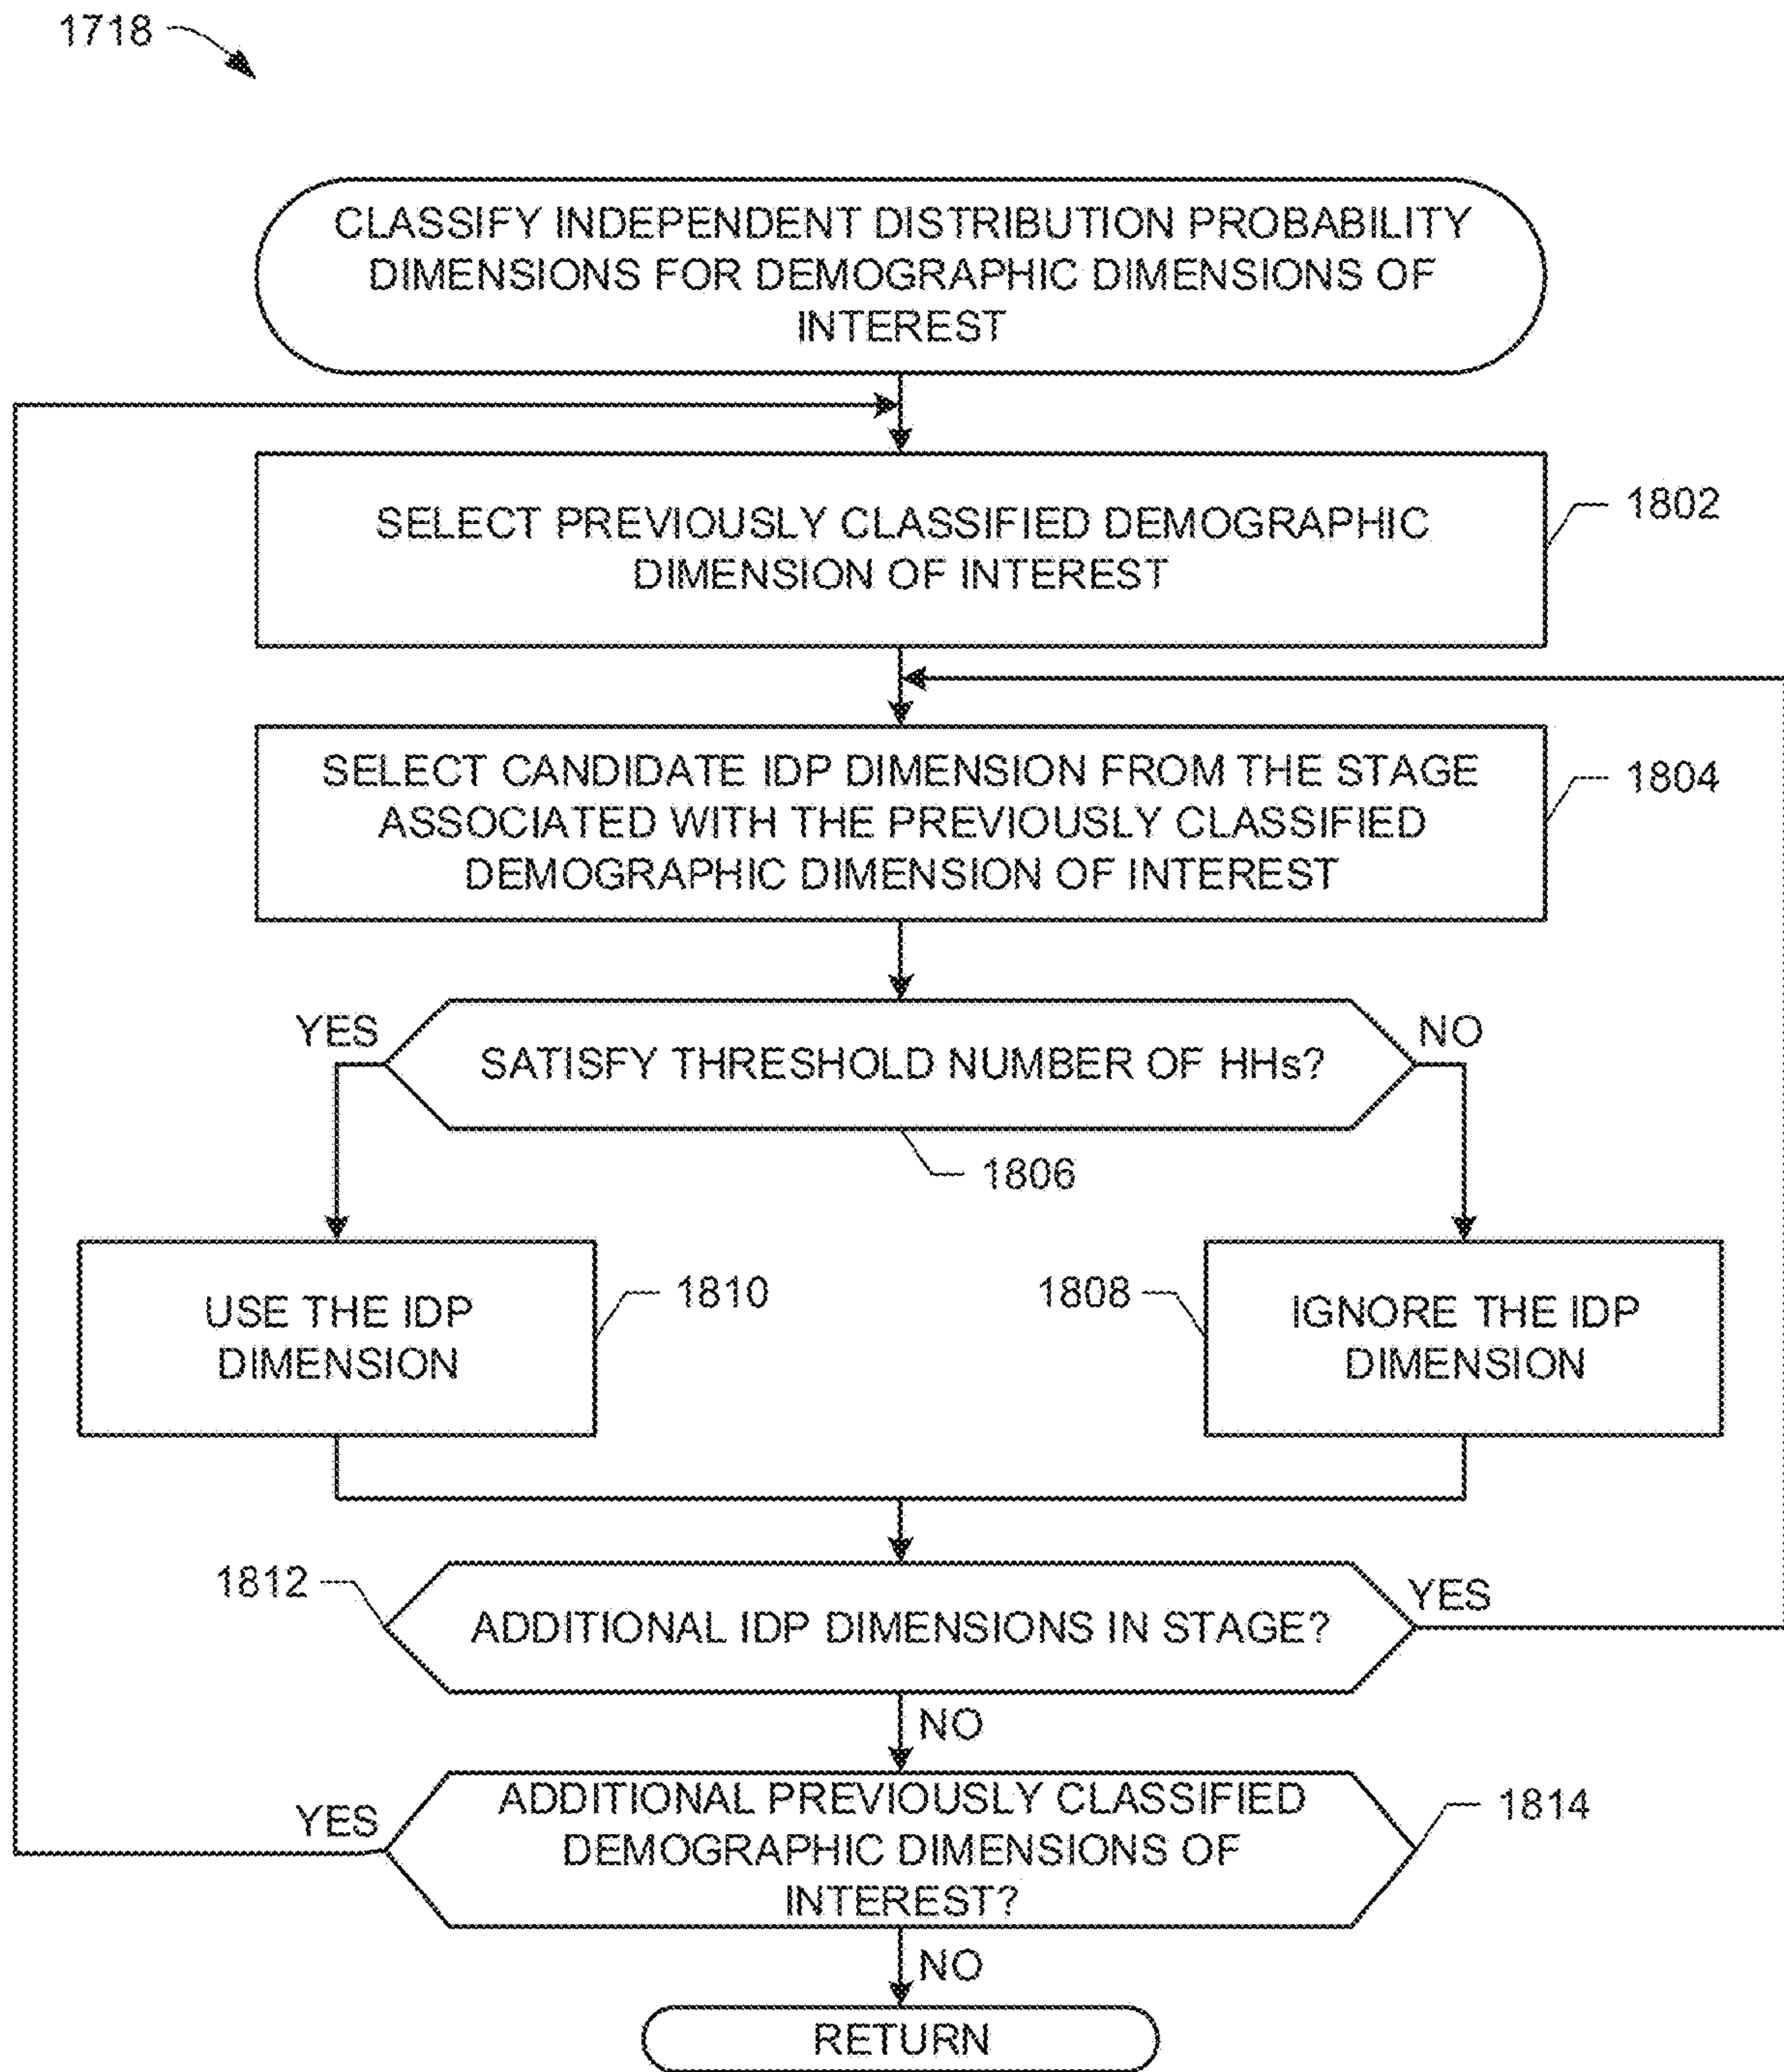 1718
CLASSIFY INDEPENDENT DISTRIBUTION PROBABILITY
DIMENSIONS FOR DEMOGRAPHIC DIMENSIONS OF
INTEREST
SELECT PREVIOUSLY CLASSIFIED DEMOGRAPHIC
DIMENSION OF INTEREST
1802
SELECT CANDIDATE IDP DIMENSION FROM THE STAGE
ASSOCIATED WITH THE PREVIOUSLY CLASSIFIED
DEMOGRAPHIC DIMENSION OF INTEREST
1804
YES
SATISFY THRESHOLD NUMBER OF HHs?
NO
1806
USE THE IDP
DIMENSION
1810
1808
IGNORE THE IDP
DIMENSION
1812
ADDITIONAL IDP DIMENSIONS IN STAGE?
YES
NO
YES
ADDITIONAL PREVIOUSLY CLASSIFIED
DEMOGRAPHIC DIMENSIONS OF
INTEREST?
1814
NO
RETURN